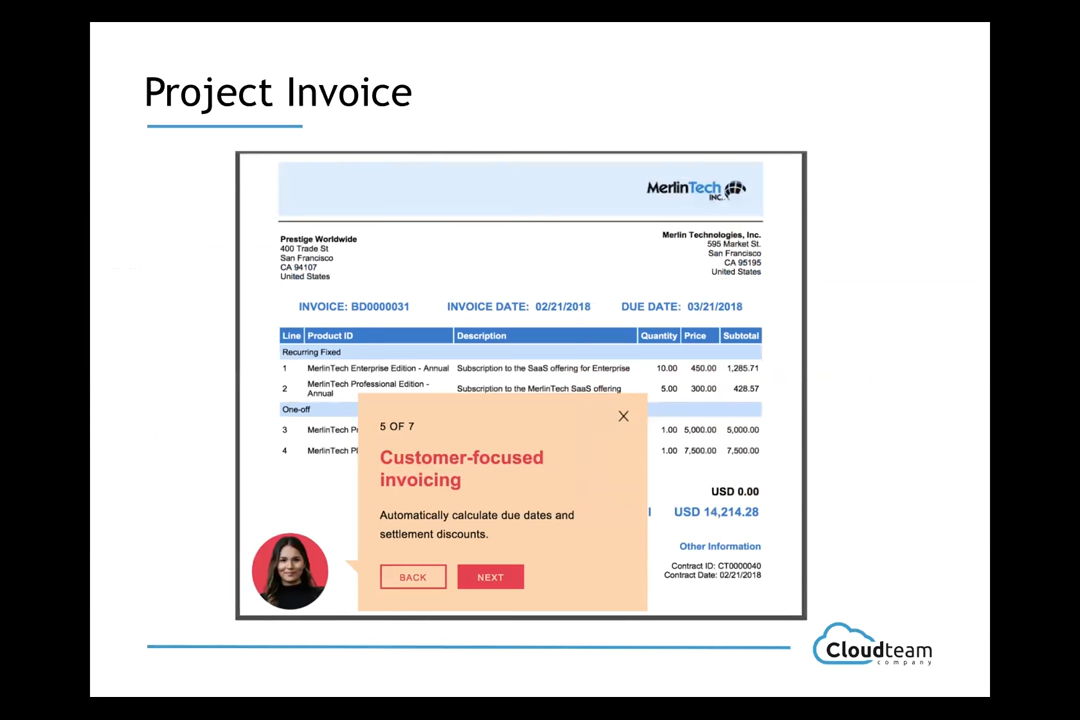 Project Invoice
MerlinTech
INC.
Prestige Worldwide
400 Trade St
San Francisco
CA 94107
United States
Merlin Technologies, Inc.
595 Market St.
San Francisco
CA 95195
United States
INVOICE: BD0000031 INVOICE DATE: 02/21/2018 DUE DATE: 03/21/2018
Line Product ID Description Quantity Price Subtotal
Recurring Fixed
1 MerlinTech Enterprise Edition - Annual Subscription to the SaaS offering for Enterprise 10.00 450.00 1,285.71
2 MerlinTech Professional Edition - Annual Subscription to the MerlinTech SaaS offering 5.00 300.00 428.57
One-off
3 MerlinTech 1.00 5,000.00 5,000.00
4 MerlinTech 1.00 7,500.00 7,500.00
USD 0.00
USD 14,214.28
Other Information
Contract ID: CT0000040
Contract Date: 02/21/2018
5 OF 7
Customer-focused
invoicing
Automatically calculate due dates and
settlement discounts.
BACK NEXT
Cloudteam
company